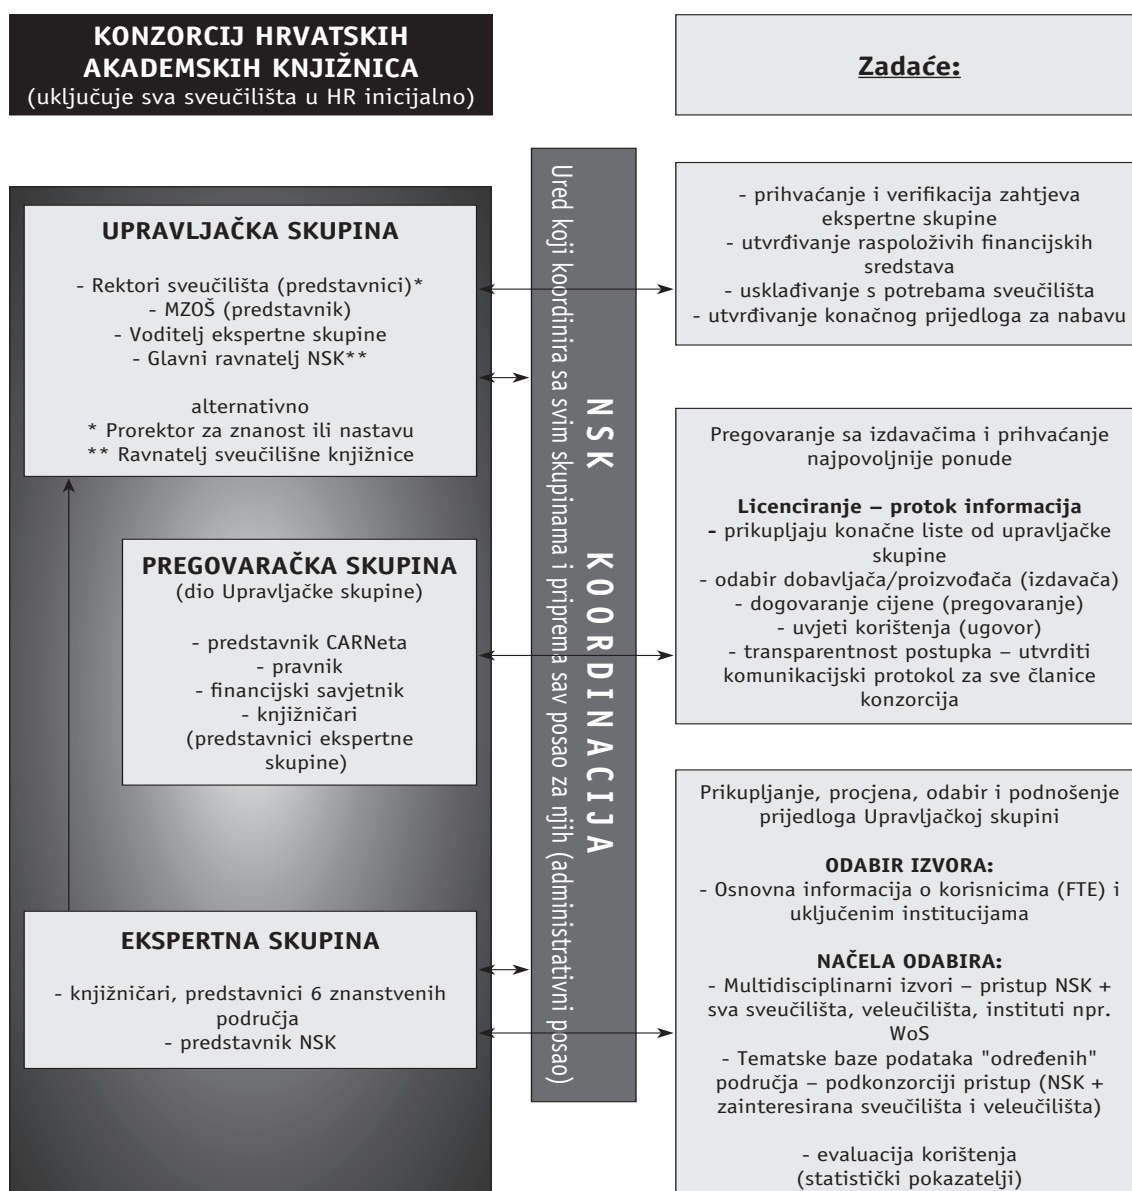 KONZORCIJ HRVATSKIH
AKADEMSKIH KNJIŽNICA
(uključuje sva sveučilišta u HR inicijalno)
Zadaće:
UPRAVLJAČKA SKUPINA
- Rektori sveučilišta (predstavnici)*
- MZOŠ (predstavnik)
- Voditelj ekspertne skupine
- Glavni ravnatelj NSK**
alternativno
* Prorektor za znanost ili nastavu
** Ravnatelj sveučilišne knjižnice
PREGOVARAČKA SKUPINA
(dio Upravljačke skupine)
- predstavnik CARNeta
- pravnik
- financijski savjetnik
- knjižničari
(predstavnici ekspertne
skupine)
EKSPERTNA SKUPINA
- knjižničari, predstavnici 6 znanstvenih
područja
- predstavnik NSK
NSK KOORDINACIJA
Ured koji koordinira sa svim skupinama i priprema sav posao za njih (administrativni posao)
- prihvaćanje i verifikacija zahtjeva
ekspertne skupine
- utvrđivanje raspoloživih financijskih
sredstava
- usklađivanje s potrebama sveučilišta
- utvrđivanje konačnog prijedloga za nabavu
Pregovaranje sa izdavačima i prihvaćanje
najpovoljnije ponude
Licenciranje – protok informacija
- prikupljaju konačne liste od upravljačke
skupine
- odabir dobavljača/proizvođača (izdavača)
- dogovaranje cijene (pregovaranje)
- uvjeti korištenja (ugovor)
- transparentnost postupka – utvrditi
komunikacijski protokol za sve članice
konzorcija
Prikupljanje, procjena, odabir i podnošenje
prijedloga Upravljačkoj skupini
ODABIR IZVORA:
- Osnovna informacija o korisnicima (FTE) i
uključenim institucijama
NAČELA ODABIRA:
- Multidisciplinarni izvori – pristup NSK +
sva sveučilišta, veleučilišta, instituti npr.
WoS
- Tematske baze podataka "određenih"
područja – podkonzorciji pristup (NSK +
zainteresirana sveučilišta i veleučilišta)
- evaluacija korištenja
(statistički pokazatelji)